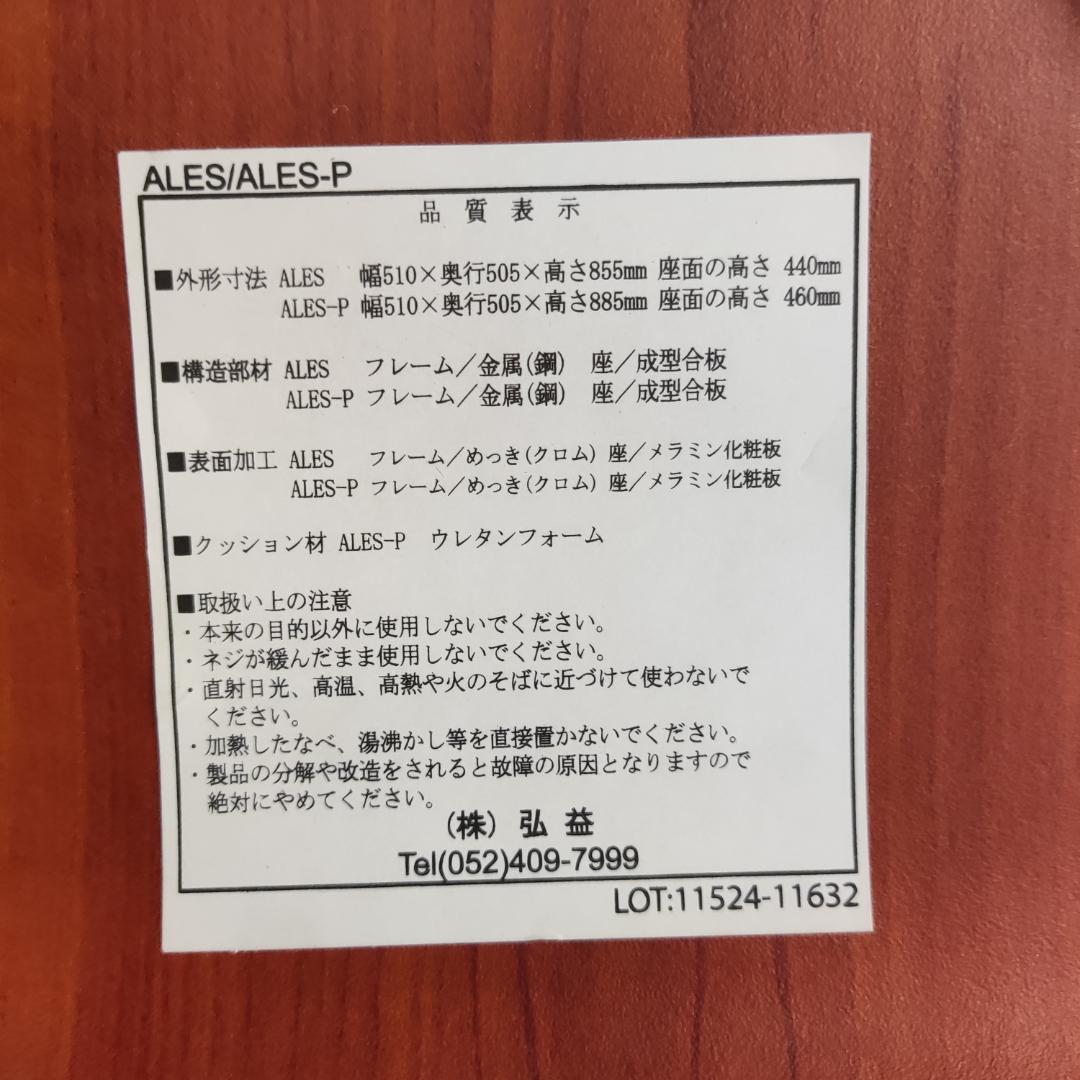 ALES/ALES-P
品 質 表 示
■外形寸法 ALES 幅510×奥行505×高さ855mm 座面の高さ 440mm
ALES-P 幅510×奥行505×高さ885mm 座面の高さ 460mm
■構造部材 ALES フレーム／金属(鋼) 座／成型合板
ALES-P フレーム／金属(鋼) 座／成型合板
■表面加工 ALES フレーム／めっき(クロム) 座／メラミン化粧板
ALES-P フレーム／めっき(クロム) 座／メラミン化粧板
■クッション材 ALES-P ウレタンフォーム
■取扱い上の注意
・本来の目的以外に使用しないでください。
・ネジが緩んだまま使用しないでください。
・直射日光、高温、高熱や火のそばに近づけて使わないで
ください。
・加熱したなべ、湯沸かし等を直接置かないでください。
・製品の分解や改造をされると故障の原因となりますので
絶対にやめてください。
(株) 弘 益
Tel(052)409-7999
LOT:11524-11632